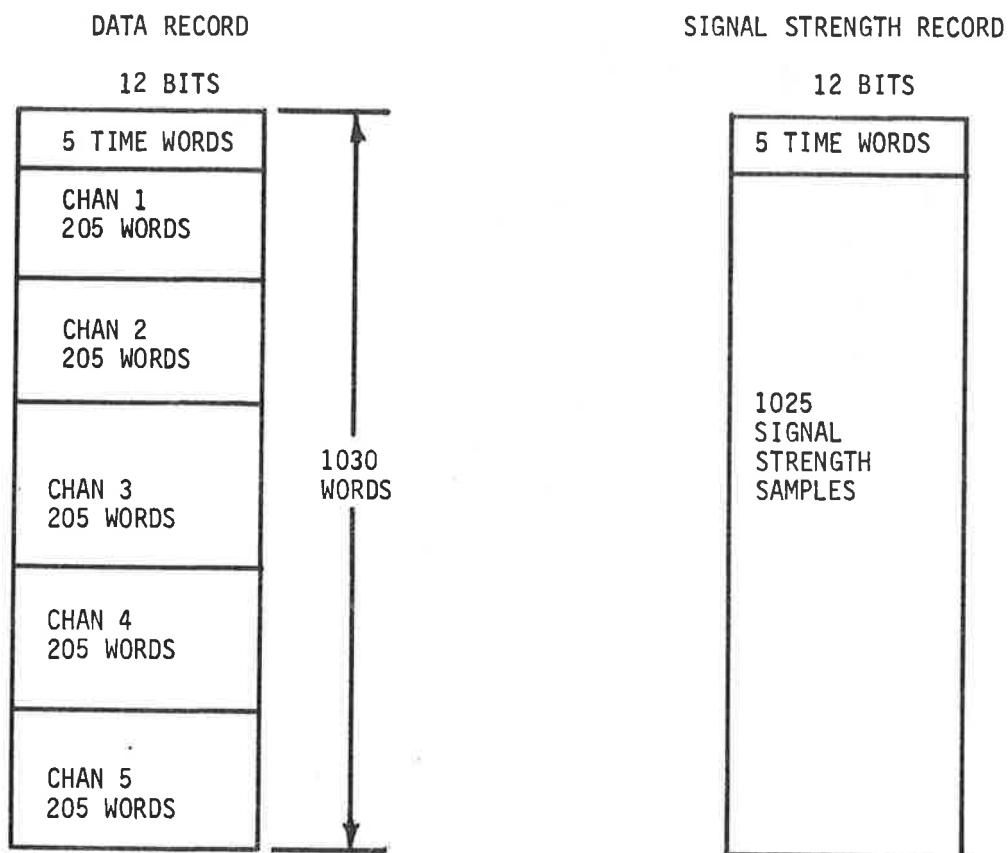 DATA RECORD
12 BITS
5 TIME WORDS
CHAN 1
205 WORDS
CHAN 2
205 WORDS
CHAN 3
205 WORDS
CHAN 4
205 WORDS
CHAN 5
205 WORDS
1030
WORDS
SIGNAL STRENGTH RECORD
12 BITS
5 TIME WORDS
1025
SIGNAL
STRENGTH
SAMPLES